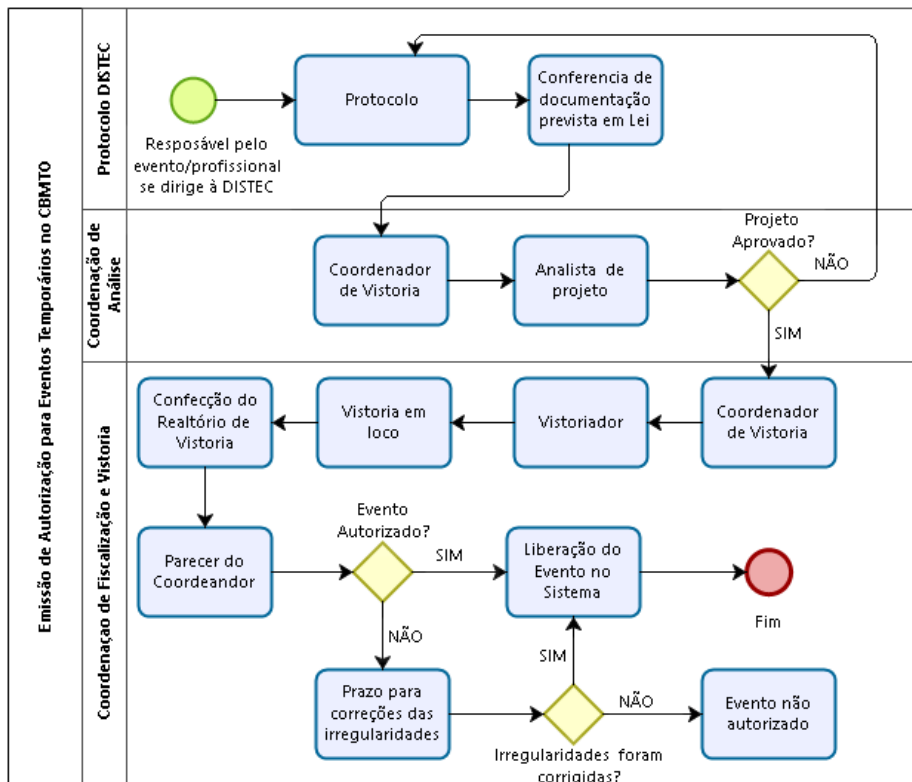 Emissão de Autorização para Eventos Temporários no CBMTO
Protocolo DISTEC
Resposável pelo
evento/profissional
se dirige à DISTEC
Protocolo
Conferencia de
documentação
prevista em Lei
Coordenação de
Análise
Coordenador
de Vistoria
Analista de
projeto
Projeto
Aprovado?
NÃO
SIM
Coordenaçao de Fiscalização e Vistoria
Coordenador
de Vistoria
Vistoriador
Vistoria em
loco
Confecção do
Realtório de
Vistoria
Parecer do
Coordeandor
Evento
Autorizado?
SIM
NÃO
Liberação do
Evento no
Sistema
Fim
Prazo para
correções das
irregularidades
SIM
Irregularidades foram
corrigidas?
NÃO
Evento não
autorizado